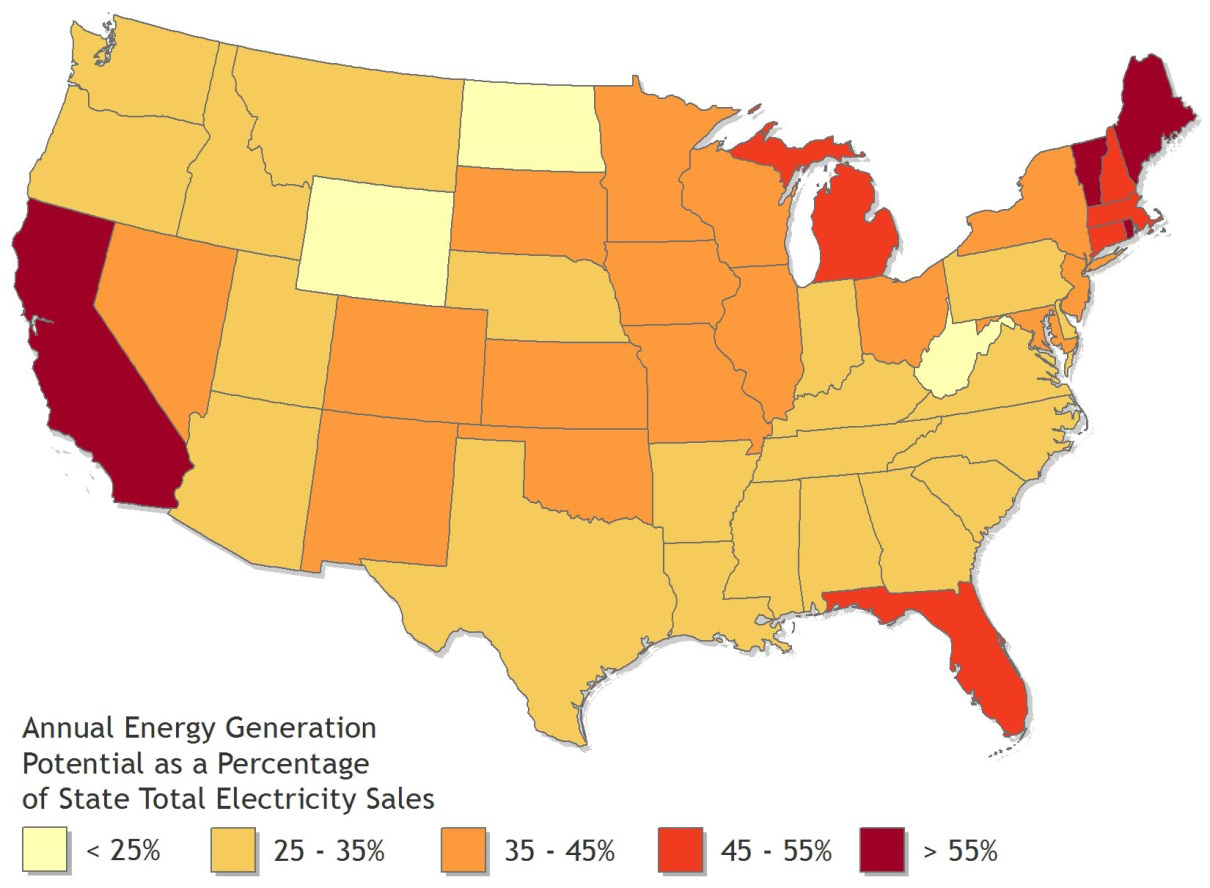 Annual Energy Generation
Potential as a Percentage
of State Total Electricity Sales
< 25% 25 - 35% 35 - 45% 45 - 55% > 55%